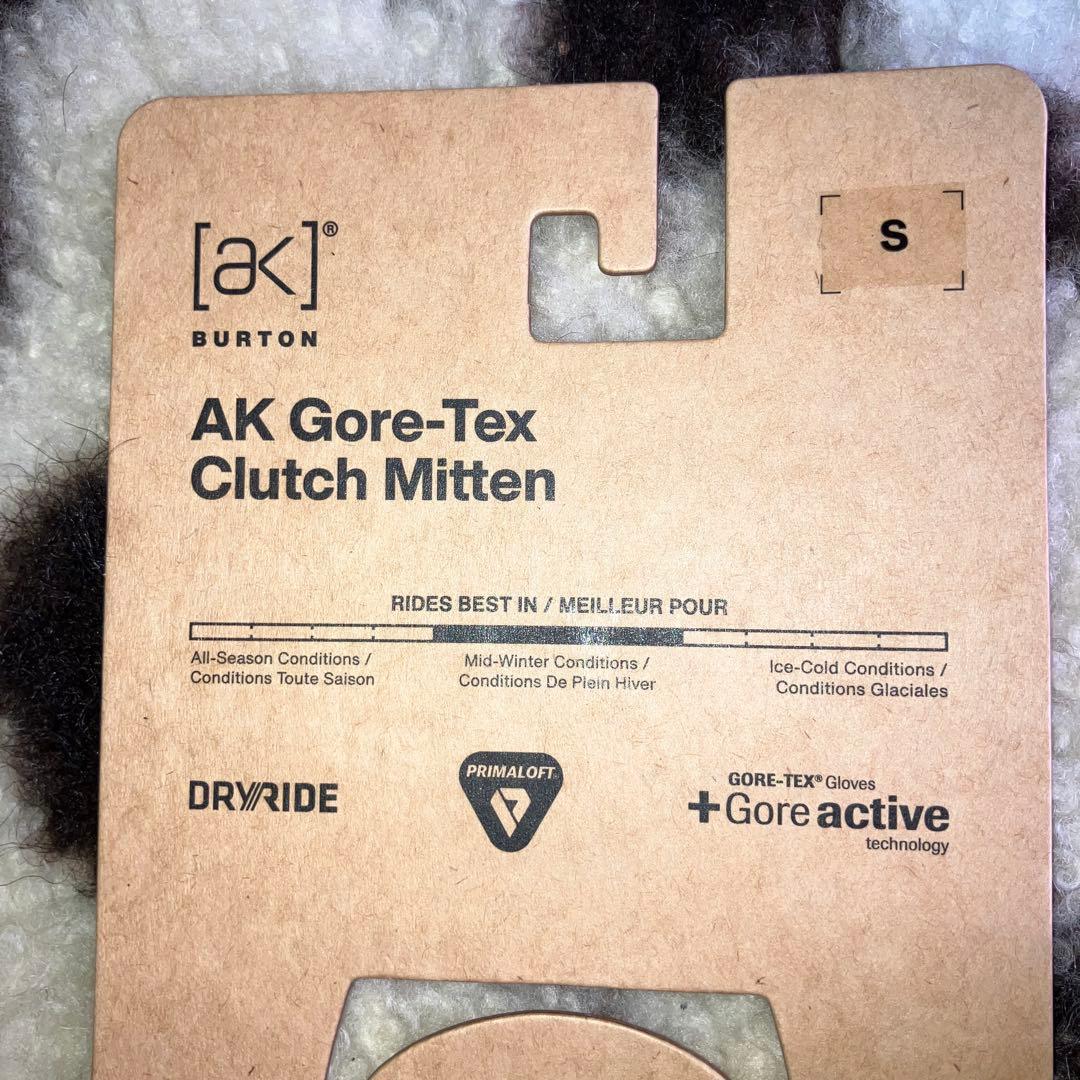 [ak]®
BURTON
S
AK Gore-Tex
Clutch Mitten
RIDES BEST IN / MEILLEUR POUR
All-Season Conditions /
Conditions Toute Saison
Mid-Winter Conditions /
Conditions De Plein Hiver
Ice-Cold Conditions /
Conditions Glaciales
DRYRIDE
PRIMALOFT
GORE-TEX® Gloves
+Gore active
technology